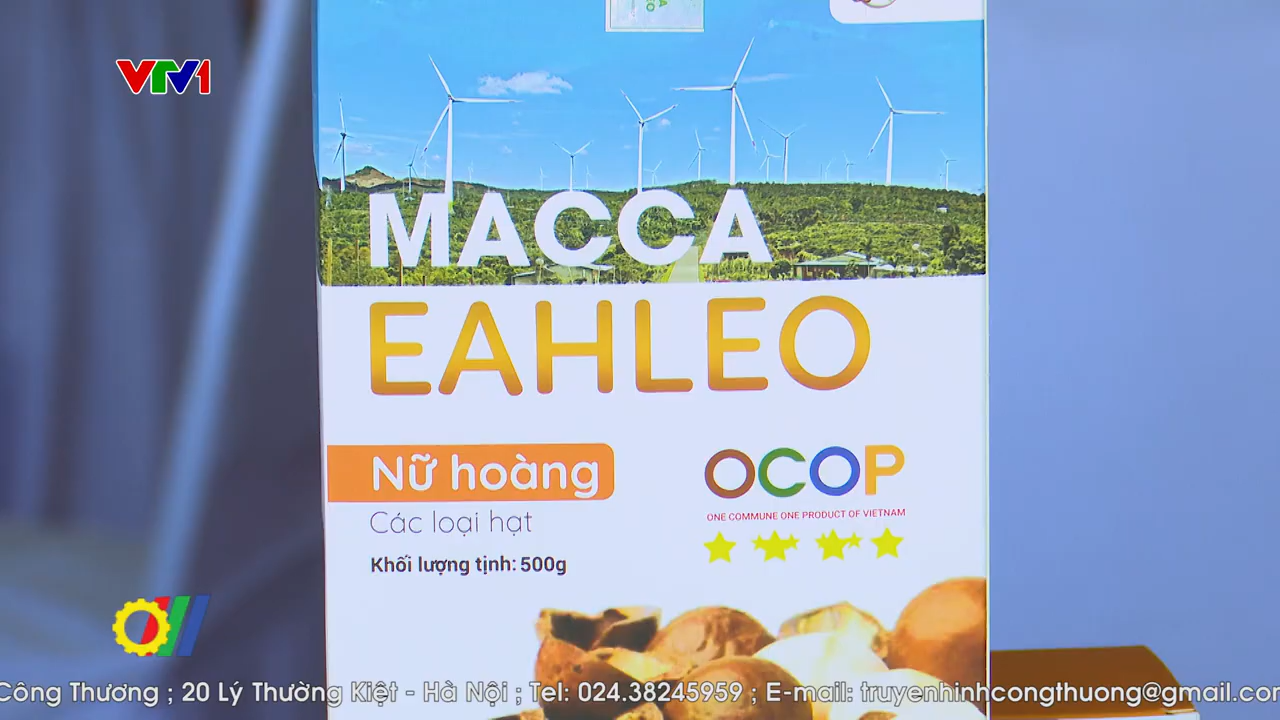 VTV1
MACCA
EAHLEO
Nữ hoàng
Các loại hạt
Khối lượng tịnh: 500g
OCOP
ONE COMMUNE ONE PRODUCT OF VIETNAM
Công Thương ; 20 Lý Thường Kiệt - Hà Nội ; Tel: 024.38245959 ; E-mail: truyenhinhcongthuong@gmail.com